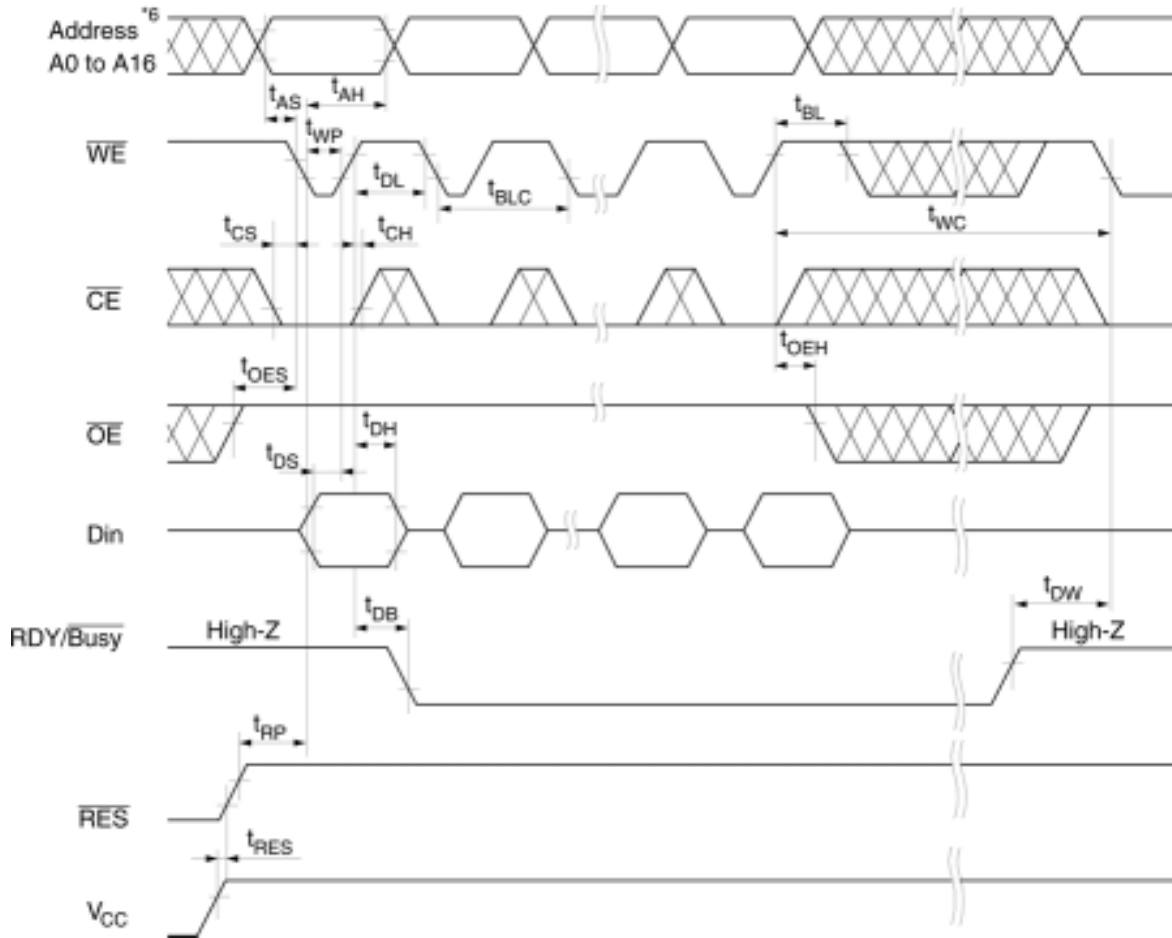 Address *6
A0 to A16
tAS
tAH
tWP
tBL
WE
tDL
tBLC
tWC
tCS
tCH
CE
tOES
tOEH
OE
tDH
tDS
Din
tDB
tDW
RDY/Busy
High-Z
High-Z
tRP
RES
tRES
VCC